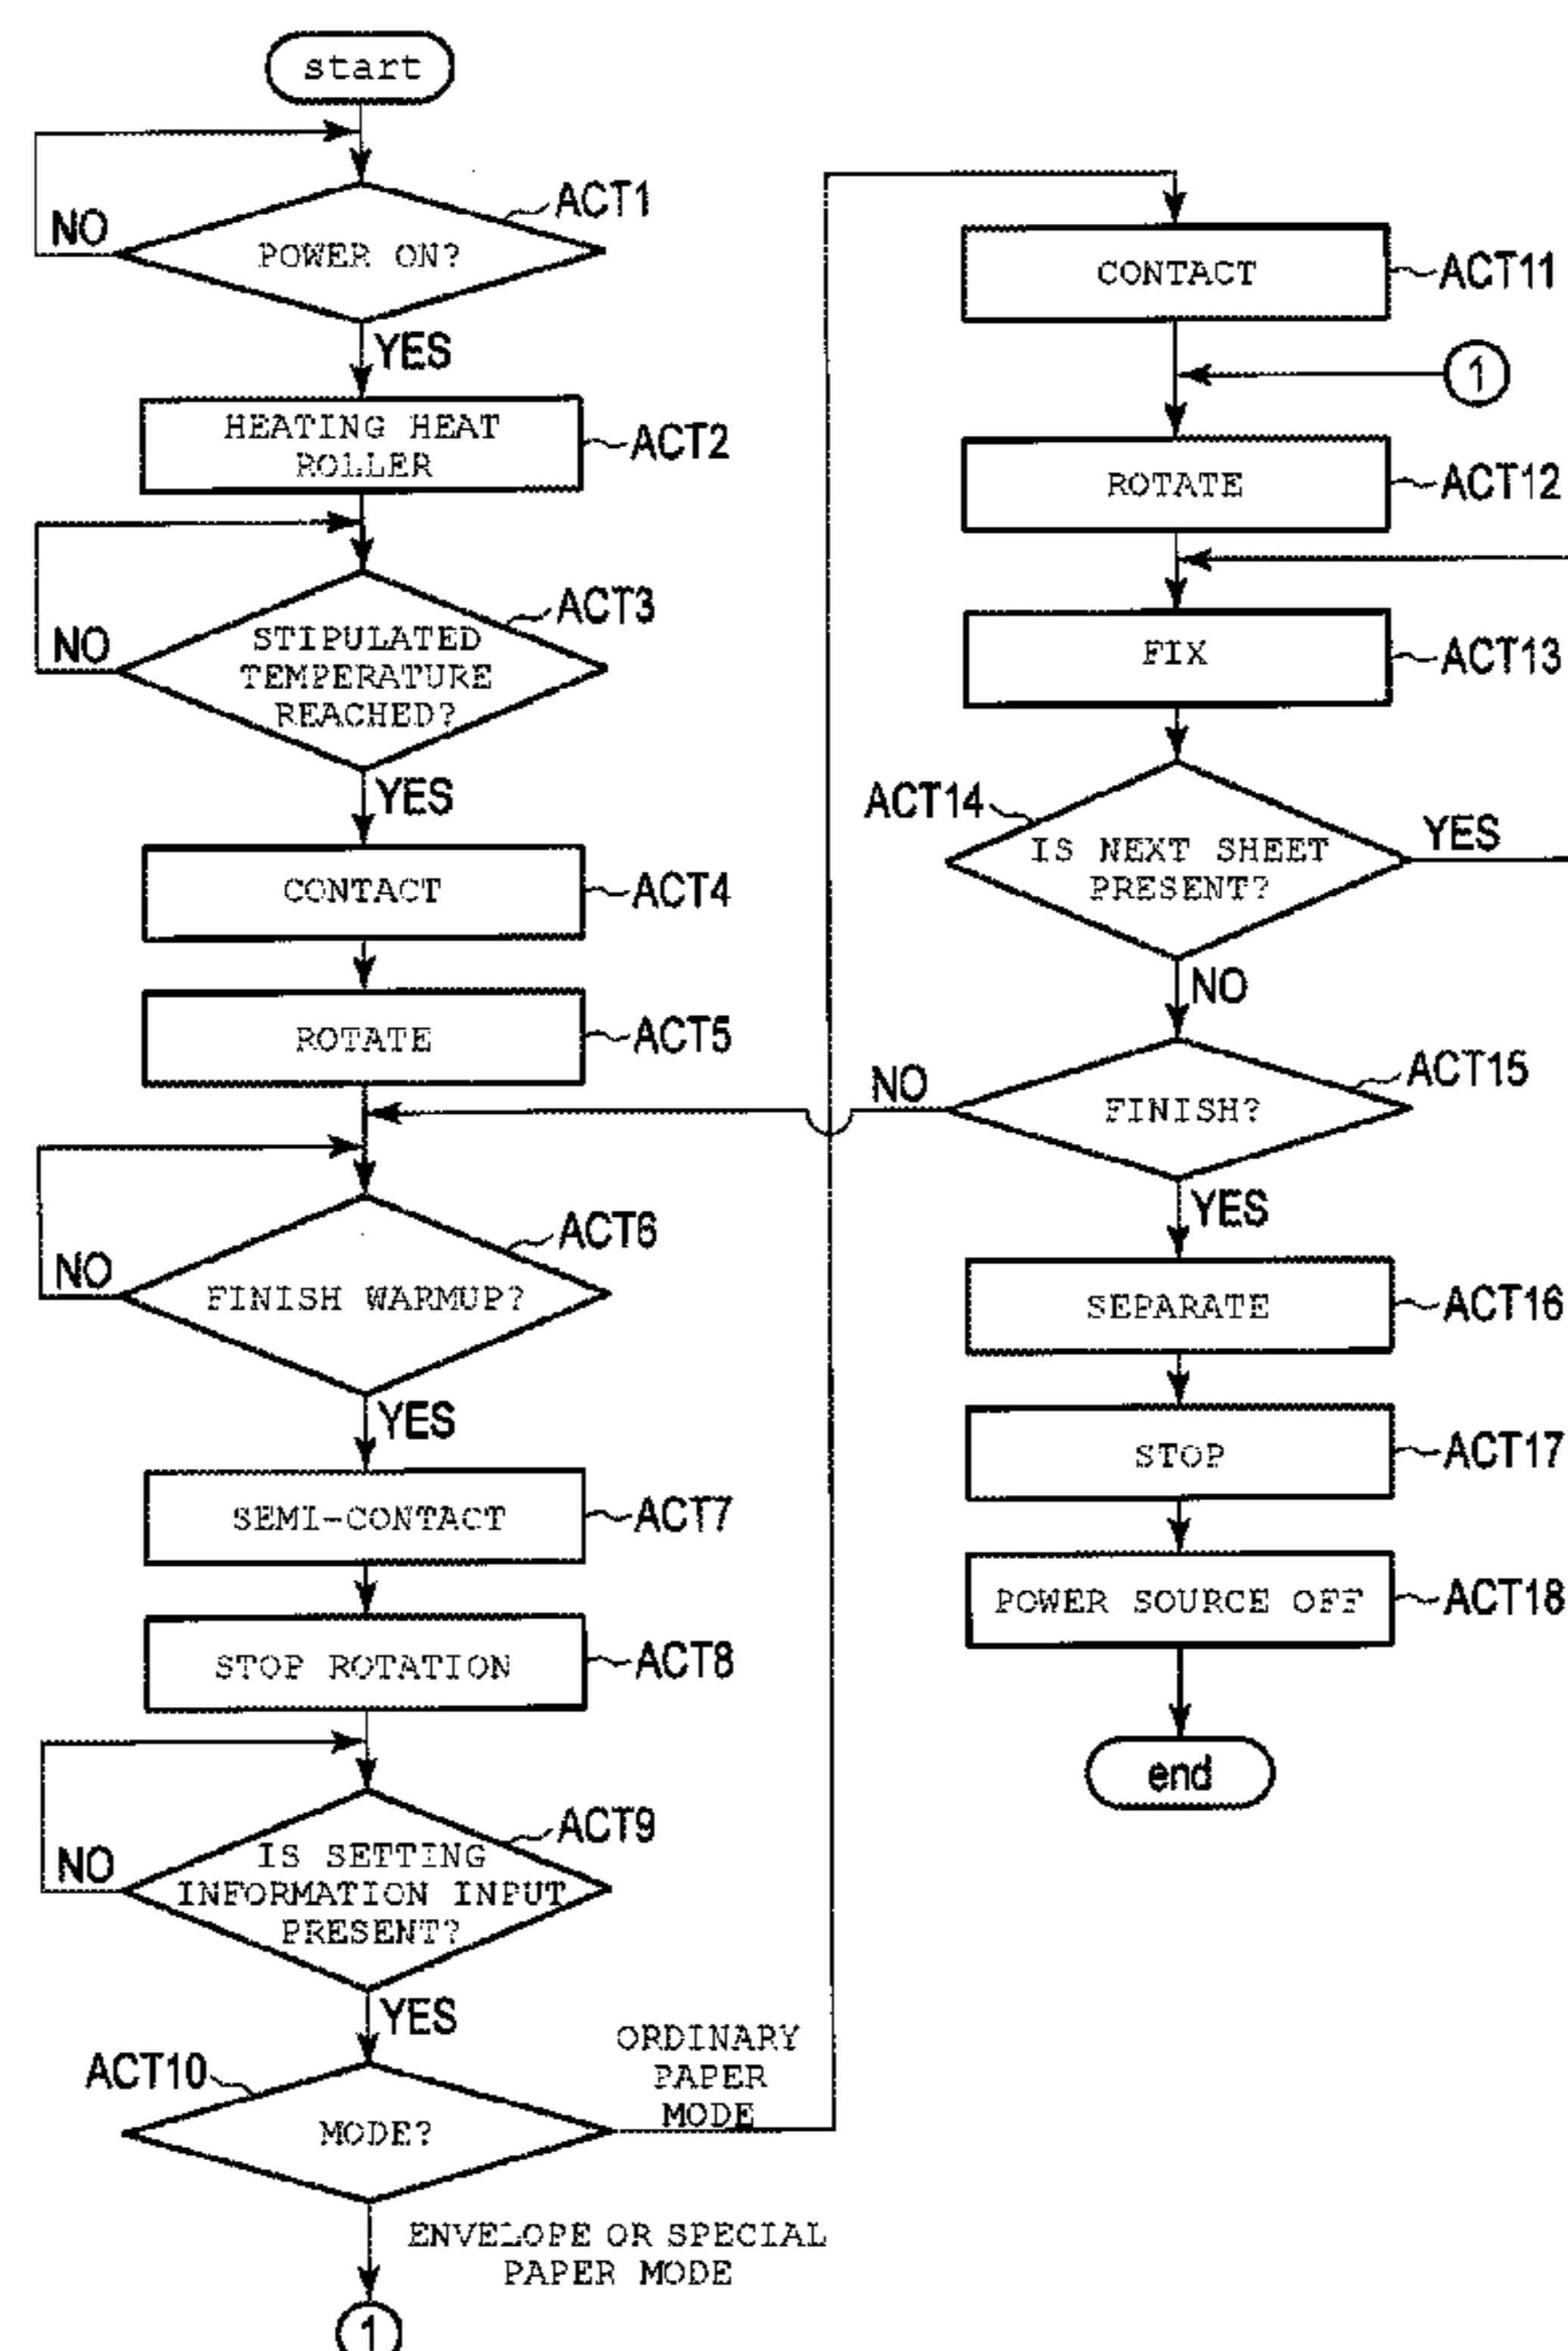 start
ACT1
NO
POWER ON?
YES
HEATING HEAT
ROLLER
ACT2
ACT3
NO
STIPULATED
TEMPERATURE
REACHED?
YES
CONTACT
ACT4
ROTATE
ACT5
ACT6
NO
FINISH WARMUP?
YES
SEMI-CONTACT
ACT7
STOP ROTATION
ACT8
ACT9
NO
IS SETTING
INFORMATION INPUT
PRESENT?
YES
ACT10
MODE?
ORDINARY
PAPER
MODE
ENVELOPE OR SPECIAL
PAPER MODE
1
CONTACT
ACT11
1
ROTATE
ACT12
FIX
ACT13
ACT14
IS NEXT SHEET
PRESENT?
YES
NO
ACT15
NO
FINISH?
YES
SEPARATE
ACT16
STOP
ACT17
POWER SOURCE OFF
ACT18
end